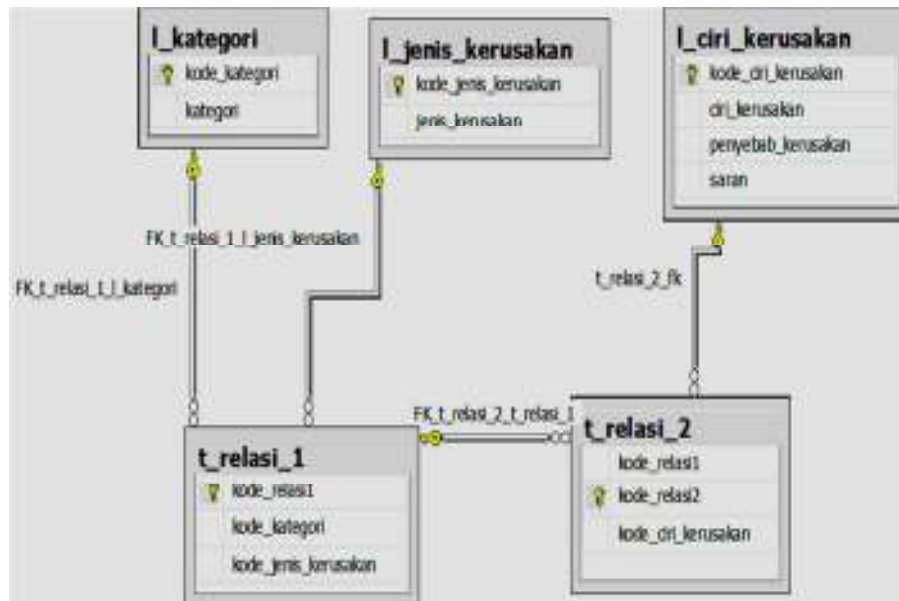 l_kategori
kode_kategori
kategori
l_jenis_kerusakan
kode_jenis_kerusakan
jenis_kerusakan
l_ciri_kerusakan
kode_ciri_kerusakan
ciri_kerusakan
penyebab_kerusakan
saran
FK_t_relasi_1_l_jenis_kerusakan
FK_t_relasi_1_l_kategori
t_relasi_2_fk
FK_t_relasi_2_t_relasi_1
t_relasi_1
kode_relasi1
kode_kategori
kode_jenis_kerusakan
t_relasi_2
kode_relasi1
kode_relasi2
kode_ciri_kerusakan